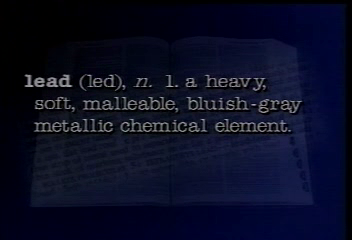 lead (led), n. 1. a heavy,
soft, malleable, bluish-gray
metallic chemical element.